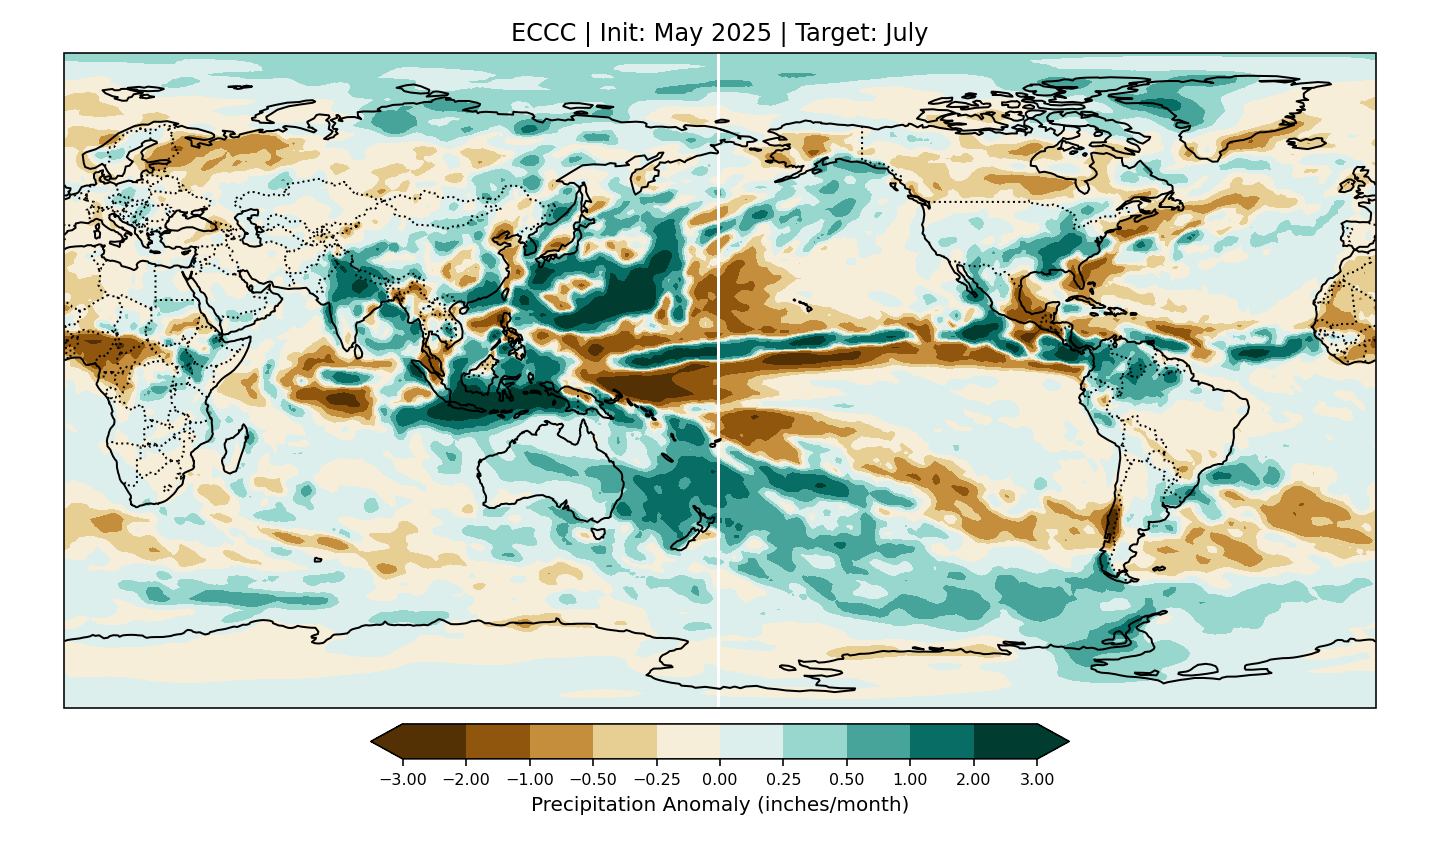 ECCC | Init: May 2025 | Target: July
−3.00 −2.00 −1.00 −0.50 −0.25 0.00 0.25 0.50 1.00 2.00 3.00
Precipitation Anomaly (inches/month)